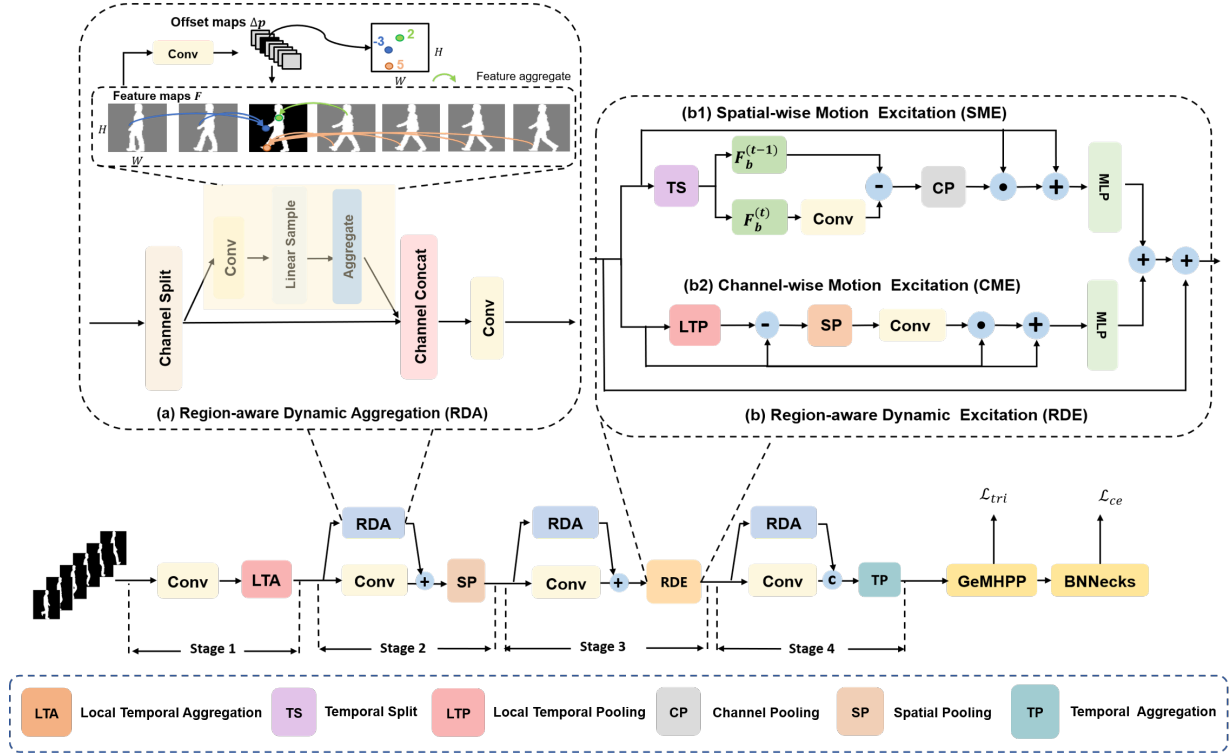 Offset maps Δp
Conv
-3
2
5
H
W
Feature aggregate
Feature maps F
H
W
Channel Split
Conv
Linear Sample
Aggregate
Channel Concat
Conv
(a) Region-aware Dynamic Aggregation (RDA)
(b1) Spatial-wise Motion Excitation (SME)
TS
F_b^{(t-1)}
F_b^{(t)}
Conv
-
CP
•
+
MLP
(b2) Channel-wise Motion Excitation (CME)
LTP
-
SP
Conv
•
+
MLP
+
+
(b) Region-aware Dynamic Excitation (RDE)
Conv
LTA
RDA
Conv
+
SP
RDA
Conv
+
RDE
RDA
Conv
C
TP
GeMHPP
BNNecks
ℒ_{tri}
ℒ_{ce}
Stage 1
Stage 2
Stage 3
Stage 4
LTA Local Temporal Aggregation
TS Temporal Split
LTP Local Temporal Pooling
CP Channel Pooling
SP Spatial Pooling
TP Temporal Aggregation